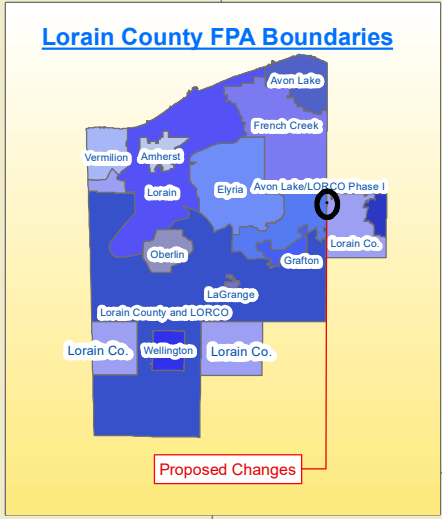 Lorain County FPA Boundaries
Avon Lake
French Creek
Vermilion
Amherst
Lorain
Elyria
Avon Lake/LORCO Phase I
Lorain Co.
Oberlin
Grafton
LaGrange
Lorain County and LORCO
Lorain Co.
Wellington
Lorain Co.
Proposed Changes